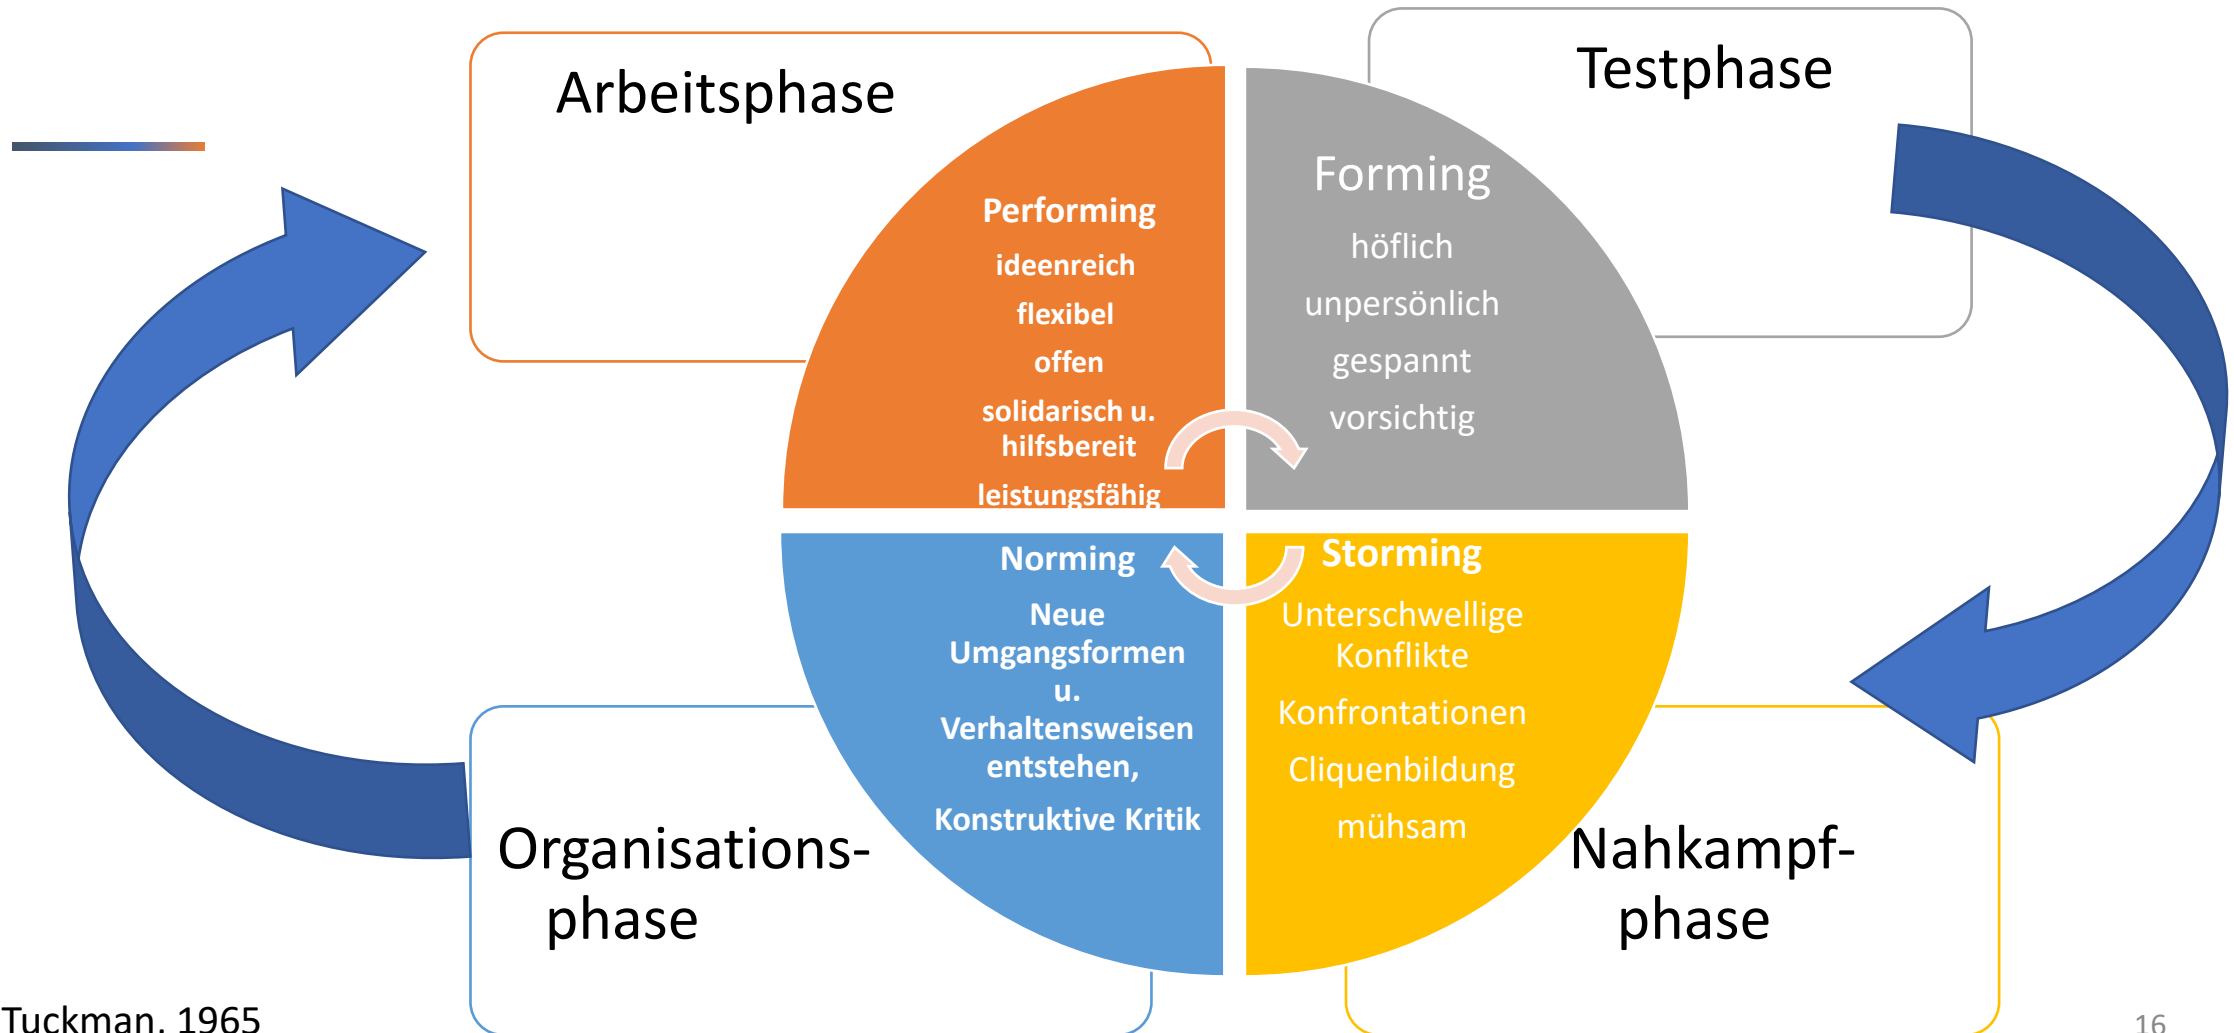 Arbeitsphase
Testphase
Performing
ideenreich
flexibel
offen
solidarisch u.
hilfsbereit
leistungsfähig
Forming
höflich
unpersönlich
gespannt
vorsichtig
Norming
Neue
Umgangsformen
u.
Verhaltensweisen
entstehen,
Konstruktive Kritik
Storming
Unterschwellige
Konflikte
Konfrontationen
Cliquenbildung
mühsam
Organisations-
phase
Nahkampf-
phase
Tuckman, 1965
16